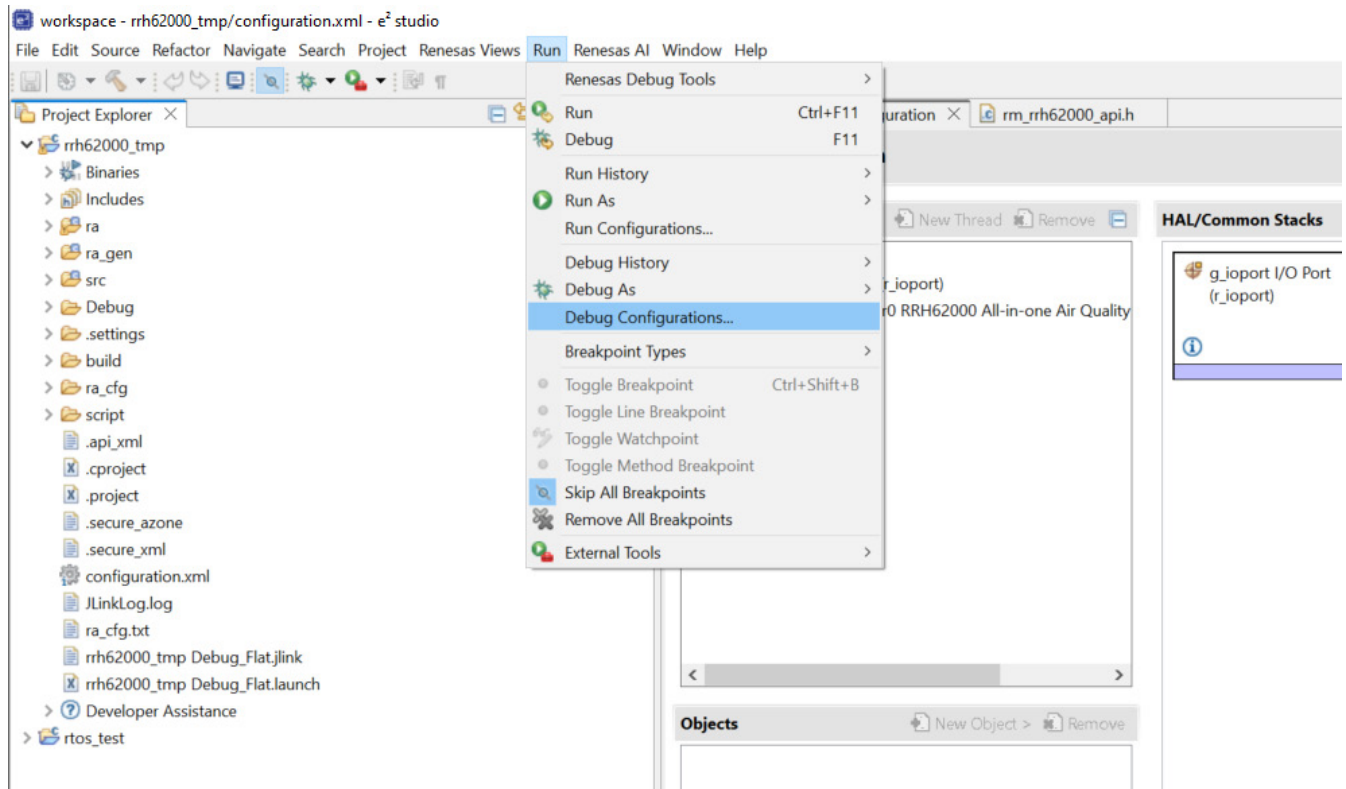 workspace - rrh62000_tmp/configuration.xml - e² studio
File Edit Source Refactor Navigate Search Project Renesas Views Run Renesas AI Window Help
Project Explorer
rrh62000_tmp
Binaries
Includes
ra
ra_gen
src
Debug
.settings
build
ra_cfg
script
.api_xml
.cproject
.project
.secure_azone
.secure_xml
configuration.xml
JLinkLog.log
ra_cfg.txt
rrh62000_tmp Debug_Flat.jlink
rrh62000_tmp Debug_Flat.launch
Developer Assistance
rtos_test
Renesas Debug Tools
Run Ctrl+F11
Debug F11
Run History
Run As
Run Configurations...
Debug History
Debug As
Debug Configurations...
Breakpoint Types
Toggle Breakpoint Ctrl+Shift+B
Toggle Line Breakpoint
Toggle Watchpoint
Toggle Method Breakpoint
Skip All Breakpoints
Remove All Breakpoints
External Tools
uration rm_rrh62000_api.h
New Thread Remove
r_ioport)
r0 RRH62000 All-in-one Air Quality
Objects New Object > Remove
HAL/Common Stacks
g_ioport I/O Port
(r_ioport)